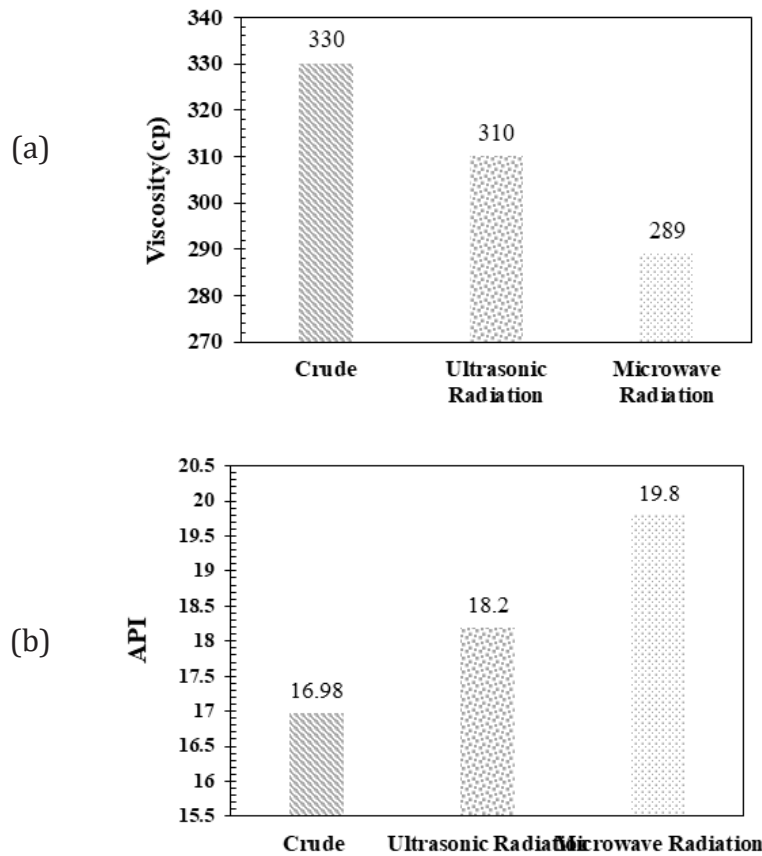 (a)
Viscosity(cp)
340
330
320
310
300
290
280
270
330
310
289
Crude
Ultrasonic
Radiation
Microwave
Radiation
(b)
API
20.5
20
19.5
19
18.5
18
17.5
17
16.5
16
15.5
16.98
18.2
19.8
Crude
Ultrasonic Radiation
Microwave Radiation